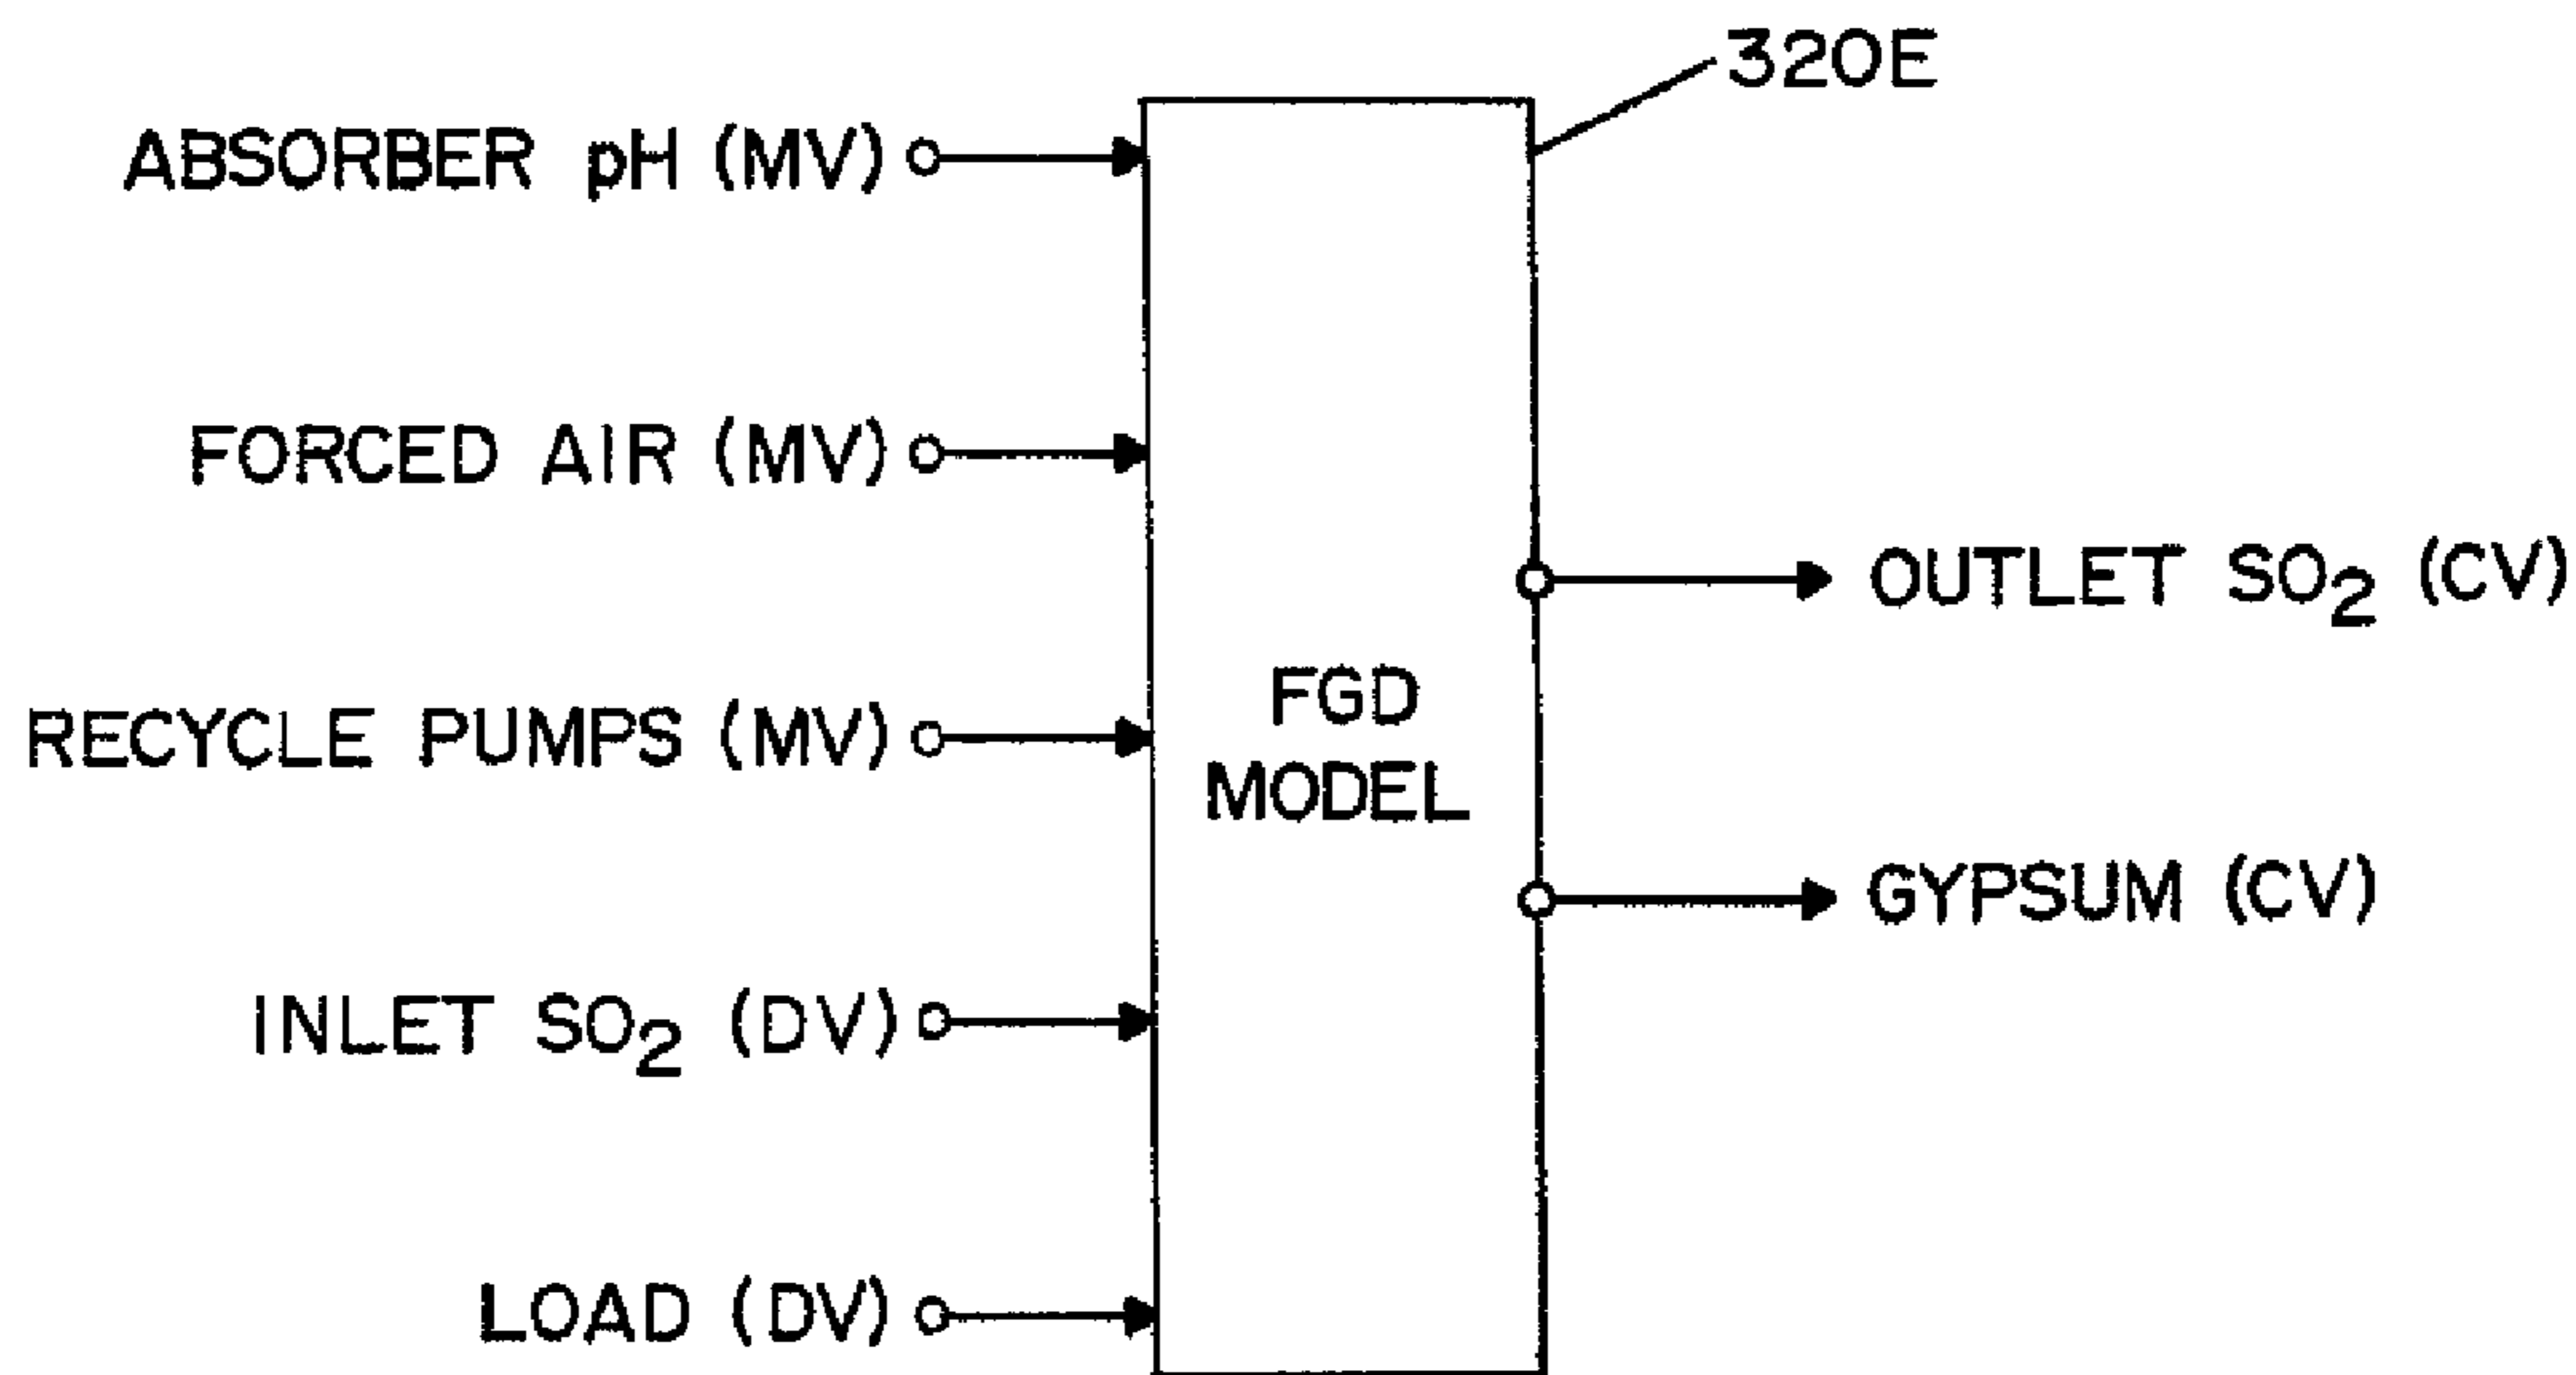 320E
ABSORBER pH (MV)
FORCED AIR (MV)
RECYCLE PUMPS (MV)
INLET SO₂ (DV)
LOAD (DV)
FGD
MODEL
OUTLET SO₂ (CV)
GYPSUM (CV)